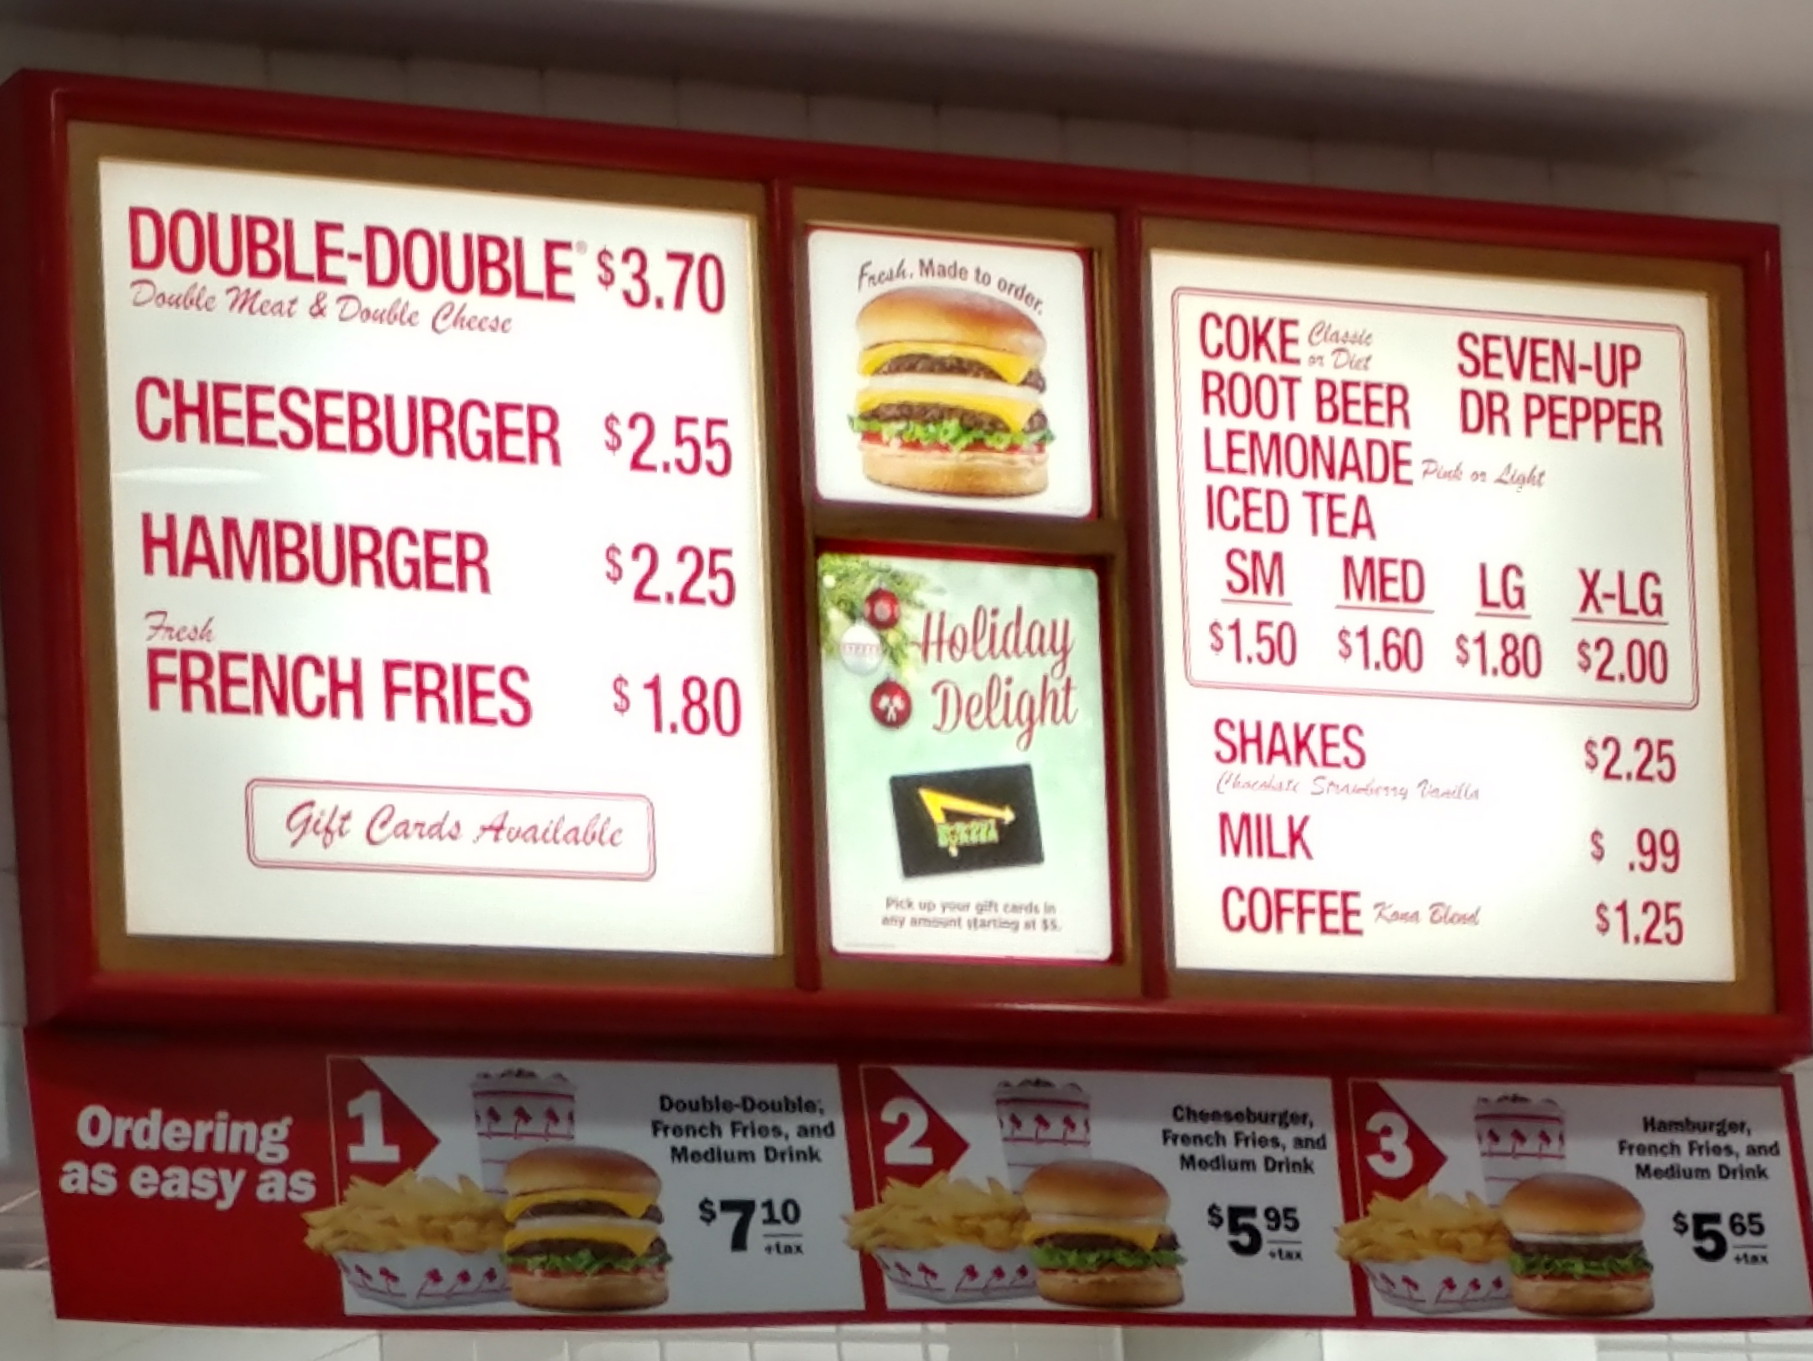 DOUBLE-DOUBLE® $3.70
Double Meat & Double Cheese
CHEESEBURGER $2.55
HAMBURGER $2.25
Fresh
FRENCH FRIES $1.80
Gift Cards Available
Fresh. Made to order.
Holiday
Delight
Pick up your gift cards in
any amount starting at $5.
COKE Classic or Diet SEVEN-UP
ROOT BEER DR PEPPER
LEMONADE Pink or Light
ICED TEA
SM MED LG X-LG
$1.50 $1.60 $1.80 $2.00
SHAKES $2.25
Chocolate Strawberry Vanilla
MILK $ .99
COFFEE Kona Blend $1.25
Ordering
as easy as
1
Double-Double,
French Fries, and
Medium Drink
$7 10
+tax
2
Cheeseburger,
French Fries, and
Medium Drink
$5 95
+tax
3
Hamburger,
French Fries, and
Medium Drink
$5 65
+tax